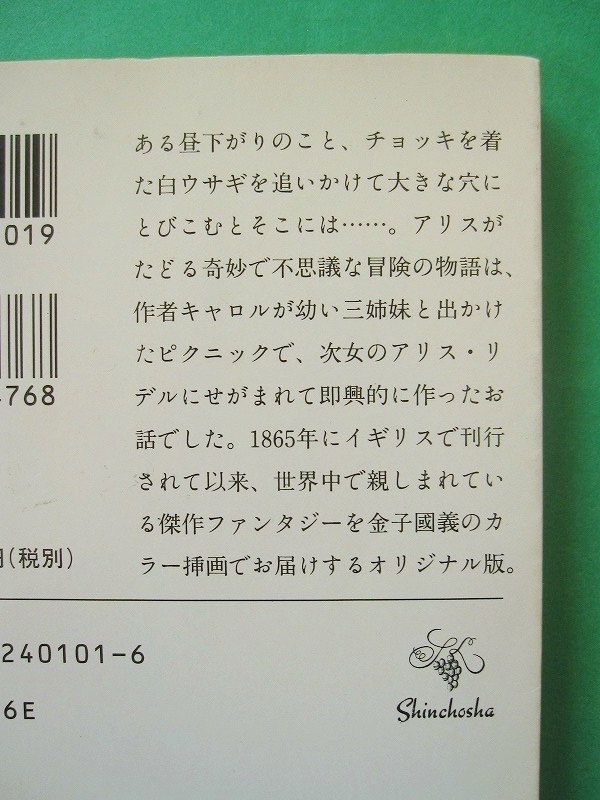 ある昼下がりのこと、チョッキを着
た白ウサギを追いかけて大きな穴に
とびこむとそこには……。アリスが
たどる奇妙で不思議な冒険の物語は、
作者キャロルが幼い三姉妹と出かけ
たピクニックで、次女のアリス・リ
デルにせがまれて即興的に作ったお
話でした。1865年にイギリスで刊行
されて以来、世界中で親しまれてい
る傑作ファンタジーを金子國義のカ
ラー挿画でお届けするオリジナル版。
019
768
円(税別)
240101-6
6E
Shinchosha